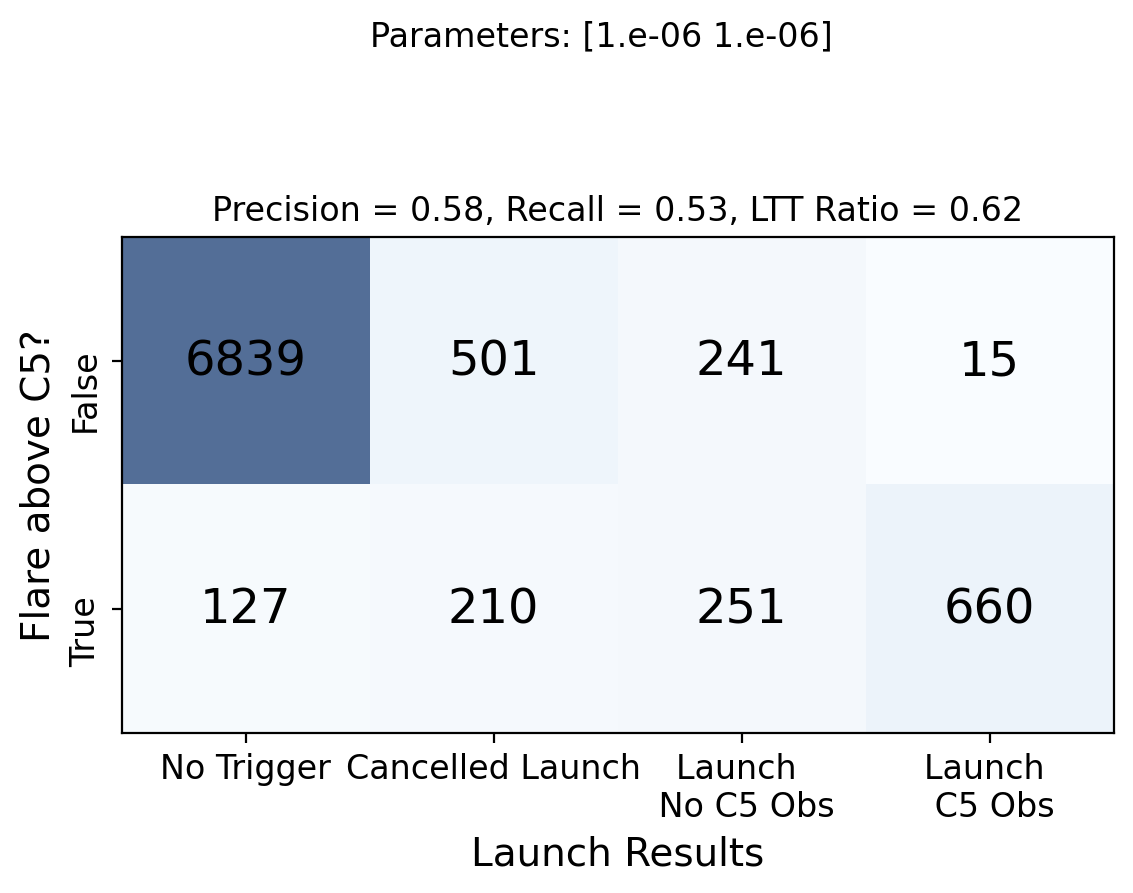 Parameters: [1.e-06 1.e-06]
Precision = 0.58, Recall = 0.53, LTT Ratio = 0.62
Flare above C5?
False
6839 501 241 15
True
127 210 251 660
No Trigger Cancelled Launch Launch No C5 Obs Launch C5 Obs
Launch Results